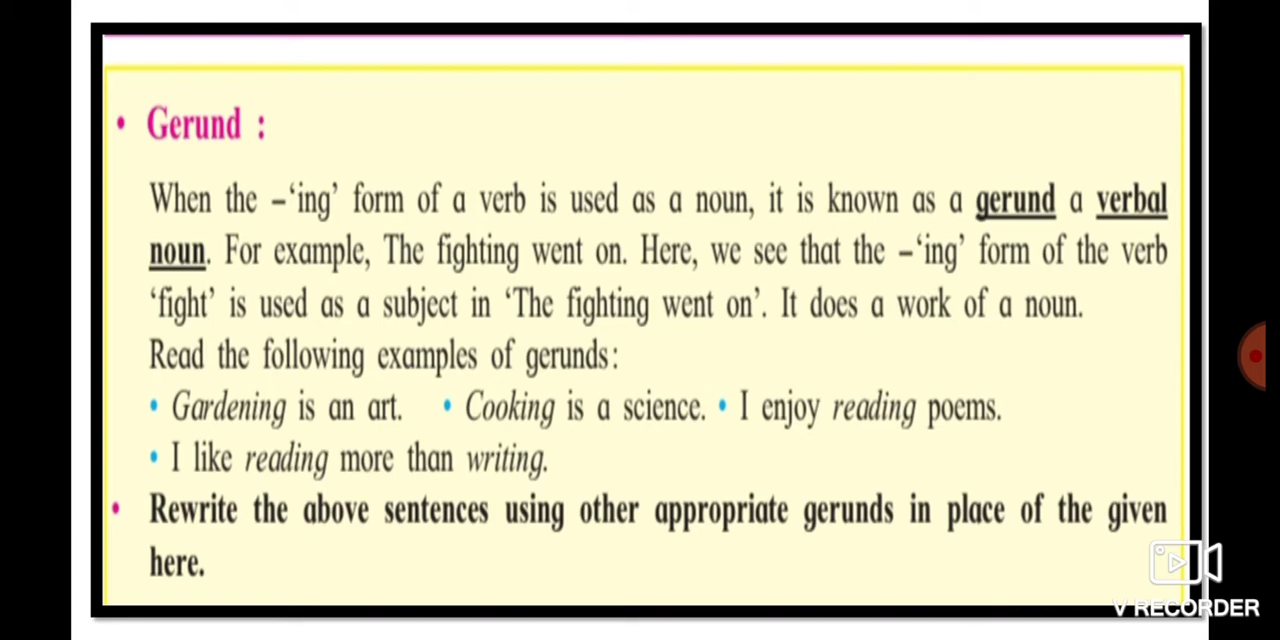 • Gerund :
When the –‘ing’ form of a verb is used as a noun, it is known as a gerund a verbal
noun. For example, The fighting went on. Here, we see that the –‘ing’ form of the verb
‘fight’ is used as a subject in ‘The fighting went on’. It does a work of a noun.
Read the following examples of gerunds:
• Gardening is an art. • Cooking is a science. • I enjoy reading poems.
• I like reading more than writing.
• Rewrite the above sentences using other appropriate gerunds in place of the given
here.
V RECORDER